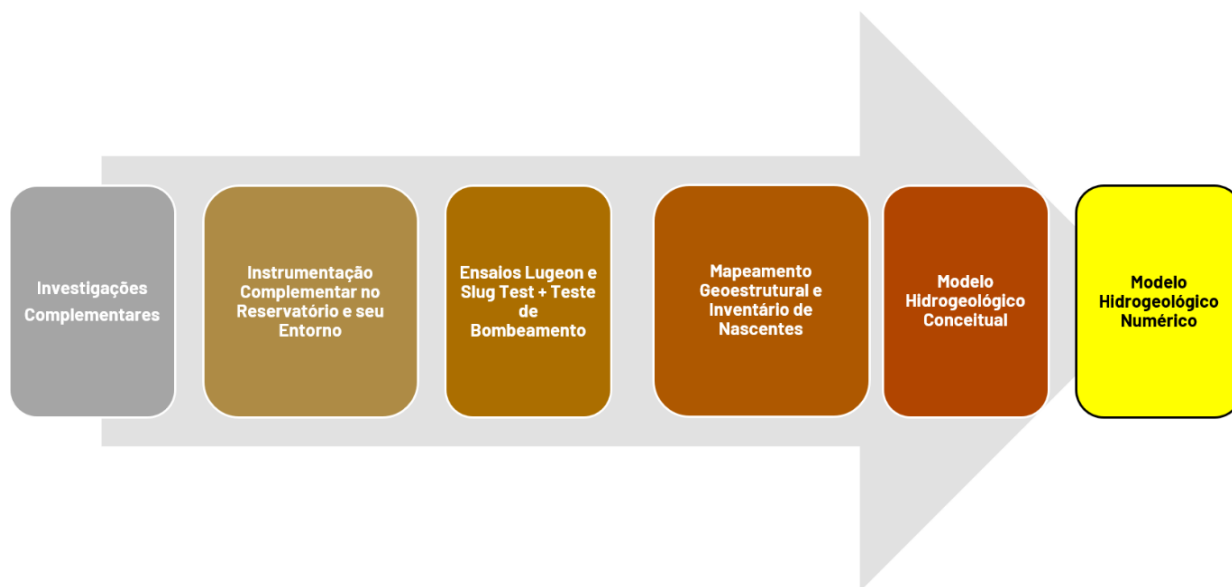 Investigações
Complementares
Instrumentação
Complementar no
Reservatório e seu
Entorno
Ensaios Lugeon e
Slug Test + Teste
de
Bombeamento
Mapeamento
Geoestrutural e
Inventário de
Nascentes
Modelo
Hidrogeológico
Conceitual
Modelo
Hidrogeológico
Numérico